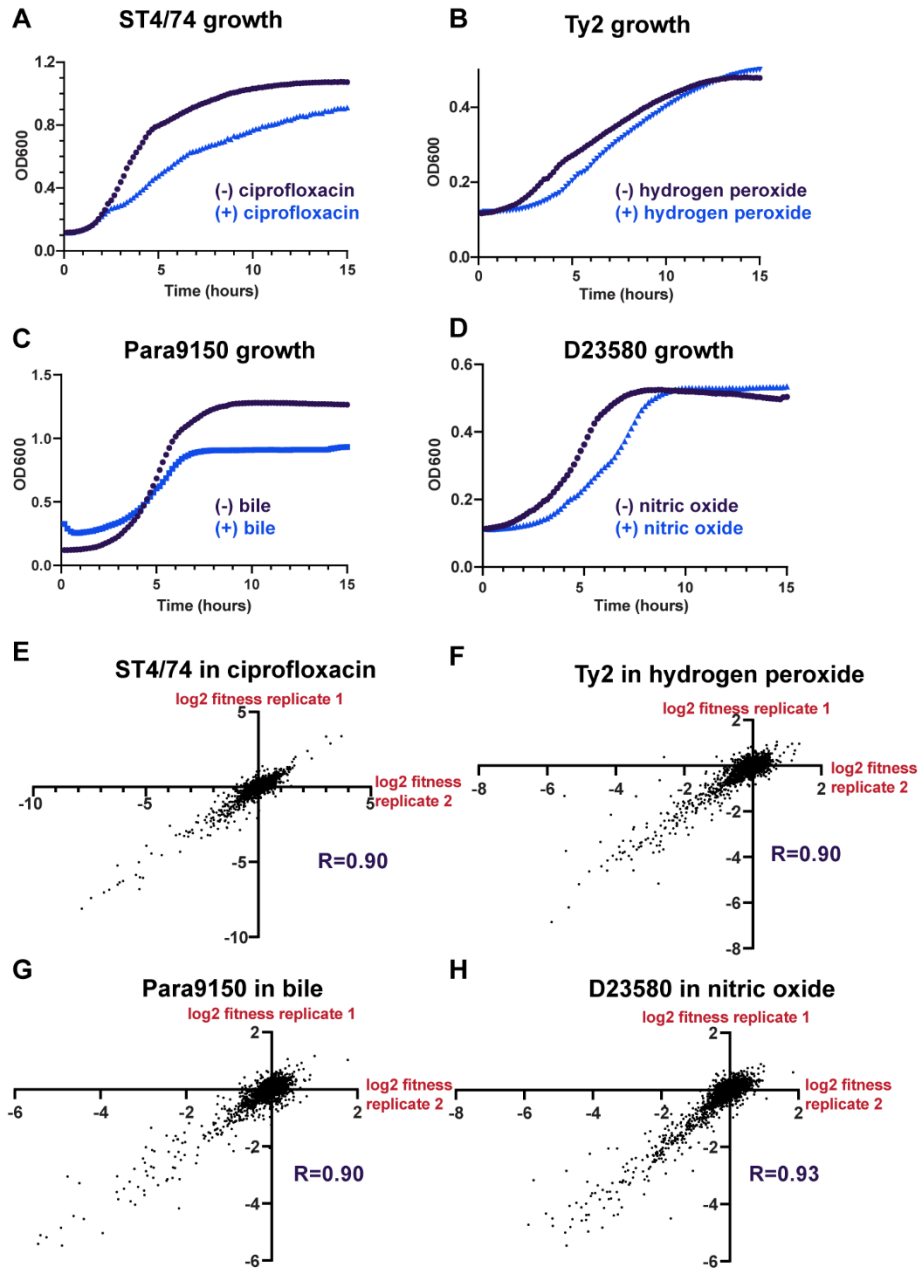 A
ST4/74 growth
1.2
0.8
0.4
0.0
OD600
(-) ciprofloxacin
(+) ciprofloxacin
0
5
10
15
Time (hours)
B
Ty2 growth
0.4
0.2
0.0
OD600
(-) hydrogen peroxide
(+) hydrogen peroxide
0
5
10
15
Time (hours)
C
Para9150 growth
1.5
1.0
0.5
0.0
OD600
(-) bile
(+) bile
0
5
10
15
Time (hours)
D
D23580 growth
0.6
0.4
0.2
0.0
OD600
(-) nitric oxide
(+) nitric oxide
0
5
10
15
Time (hours)
E
ST4/74 in ciprofloxacin
log2 fitness replicate 1
5
-10
-5
5
log2 fitness
replicate 2
-5
R=0.90
-10
F
Ty2 in hydrogen peroxide
log2 fitness replicate 1
2
-8
-6
-4
-2
2
log2 fitness
replicate 2
-2
-4
R=0.90
-6
-8
G
Para9150 in bile
log2 fitness replicate 1
2
-6
-4
-2
2
log2 fitness
replicate 2
-2
R=0.90
-4
-6
H
D23580 in nitric oxide
log2 fitness replicate 1
2
-8
-6
-4
-2
2
log2 fitness
replicate 2
-2
R=0.93
-4
-6